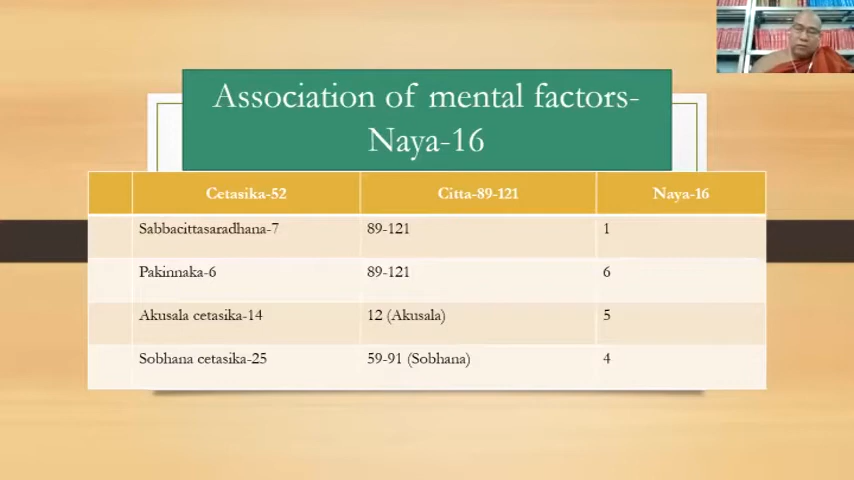 Association of mental factors-
Naya-16
Cetasika-52 Citta-89-121 Naya-16
Sabbacittasaradhana-7 89-121 1
Pakinnaka-6 89-121 6
Akusala cetasika-14 12 (Akusala) 5
Sobhana cetasika-25 59-91 (Sobhana) 4